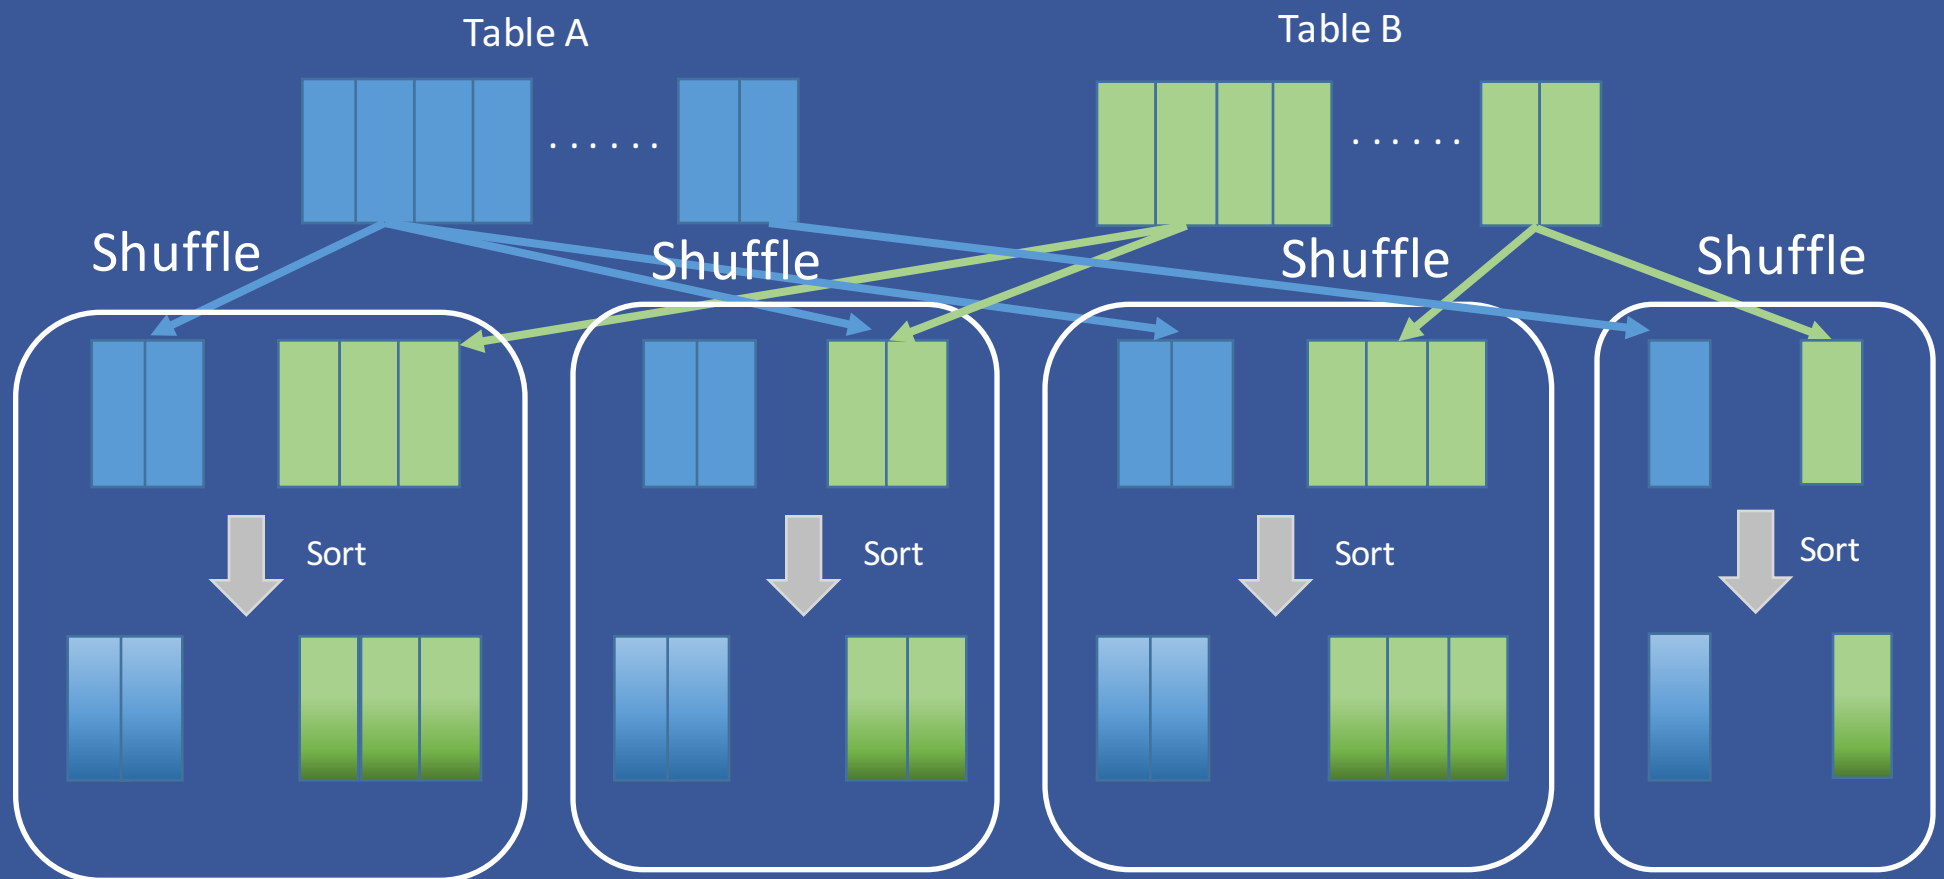 Table A
Table B
. . . . . .
. . . . . .
Shuffle
Shuffle
Shuffle
Shuffle
Sort
Sort
Sort
Sort